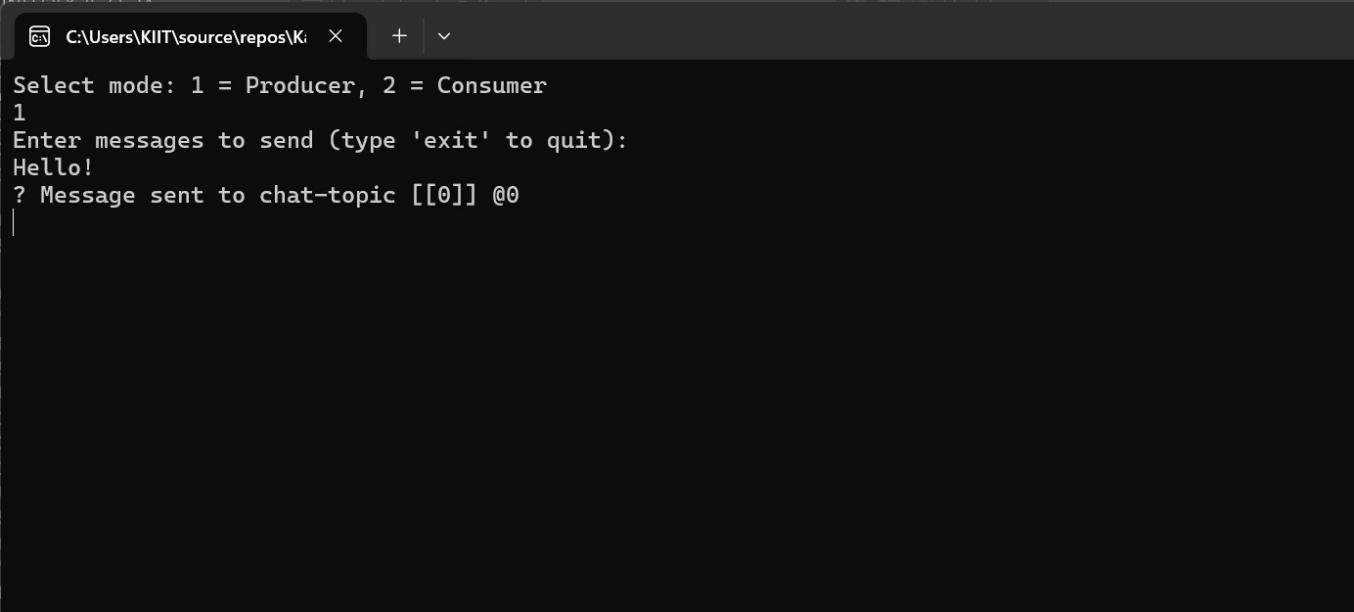 C:\Users\KIIT\source\repos\Ka
Select mode: 1 = Producer, 2 = Consumer
1
Enter messages to send (type 'exit' to quit):
Hello!
? Message sent to chat-topic [[0]] @0